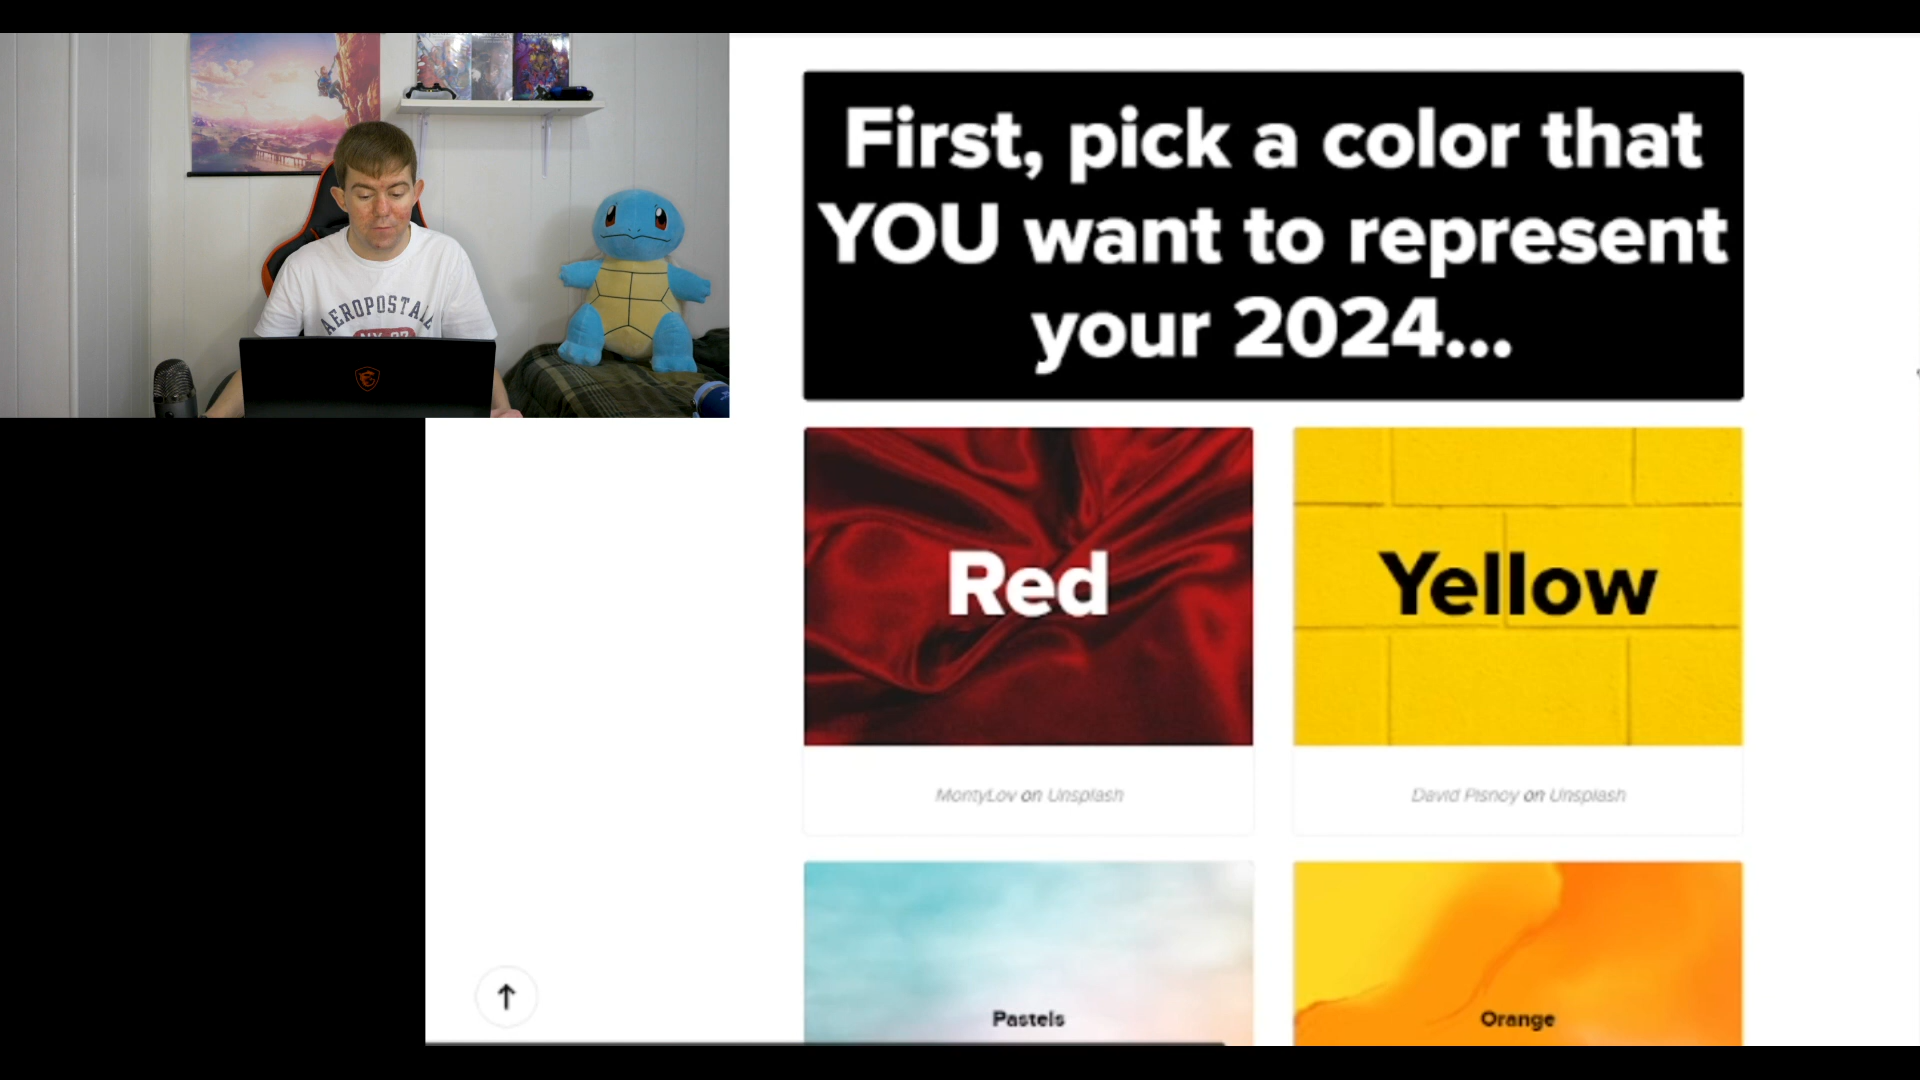 AEROPOSTALE
First, pick a color that
YOU want to represent
your 2024...
Red
Yellow
MontyLov on Unsplash
David Pisnoy on Unsplash
Pastels
Orange